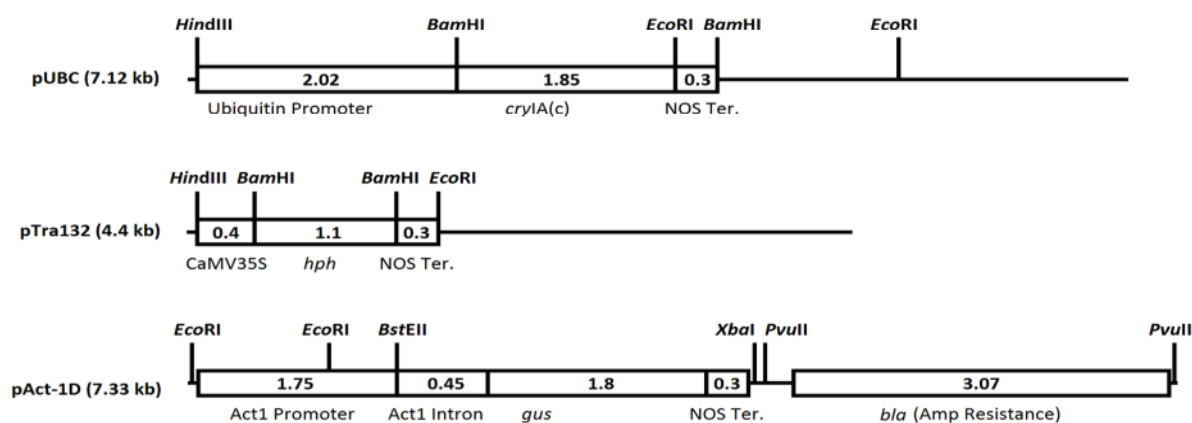 HindIII BamHI EcoRI BamHI EcoRI
pUBC (7.12 kb) 2.02 1.85 0.3
Ubiquitin Promoter cryIA(c) NOS Ter.
HindIII BamHI BamHI EcoRI
pTra132 (4.4 kb) 0.4 1.1 0.3
CaMV35S hph NOS Ter.
EcoRI EcoRI BstEII XbaI PvuII PvuII
pAct-1D (7.33 kb) 1.75 0.45 1.8 0.3 3.07
Act1 Promoter Act1 Intron gus NOS Ter. bla (Amp Resistance)